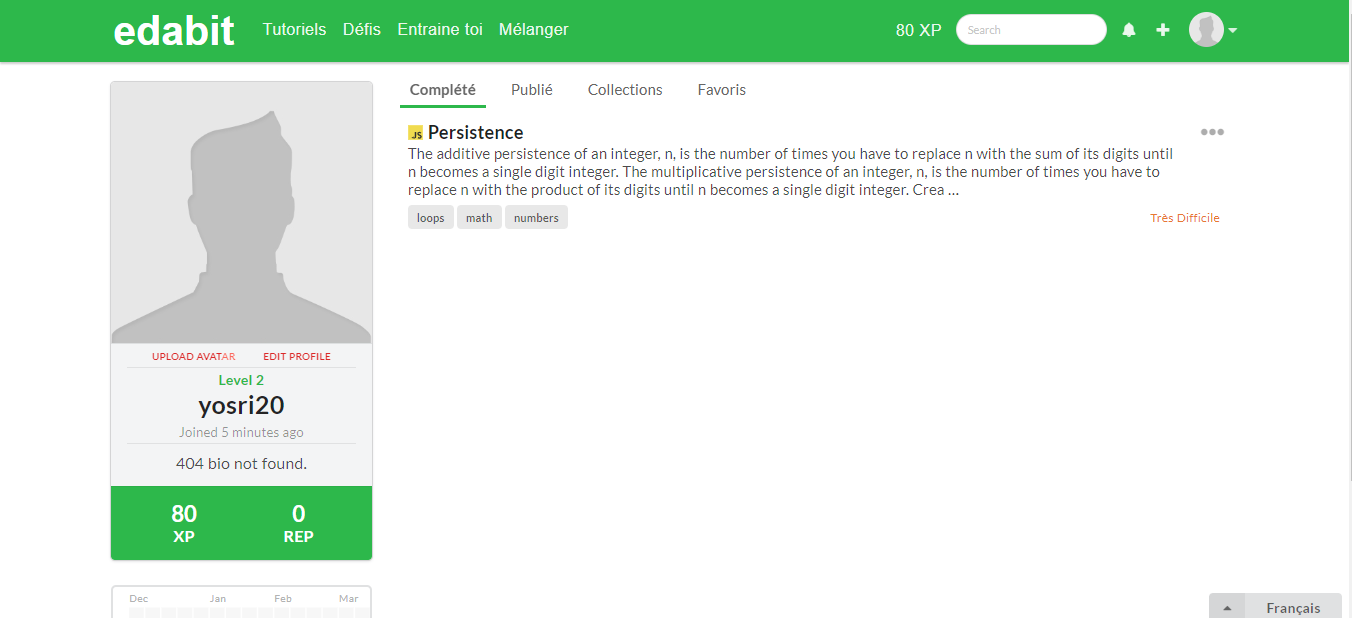 edabit
Tutoriels Défis Entraine toi Mélanger
80 XP
Search
Complété Publié Collections Favoris
JS Persistence
The additive persistence of an integer, n, is the number of times you have to replace n with the sum of its digits until
n becomes a single digit integer. The multiplicative persistence of an integer, n, is the number of times you have to
replace n with the product of its digits until n becomes a single digit integer. Crea ...
loops math numbers
Très Difficile
UPLOAD AVATAR EDIT PROFILE
Level 2
yosri20
Joined 5 minutes ago
404 bio not found.
80 0
XP REP
Dec Jan Feb Mar
Français